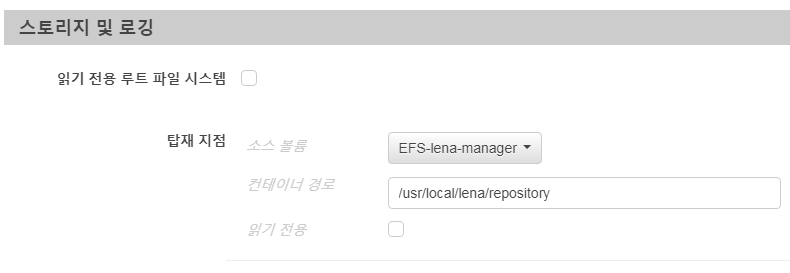 스토리지 및 로깅
읽기 전용 루트 파일 시스템
탑재 지점
소스 볼륨
EFS-lena-manager
컨테이너 경로
/usr/local/lena/repository
읽기 전용